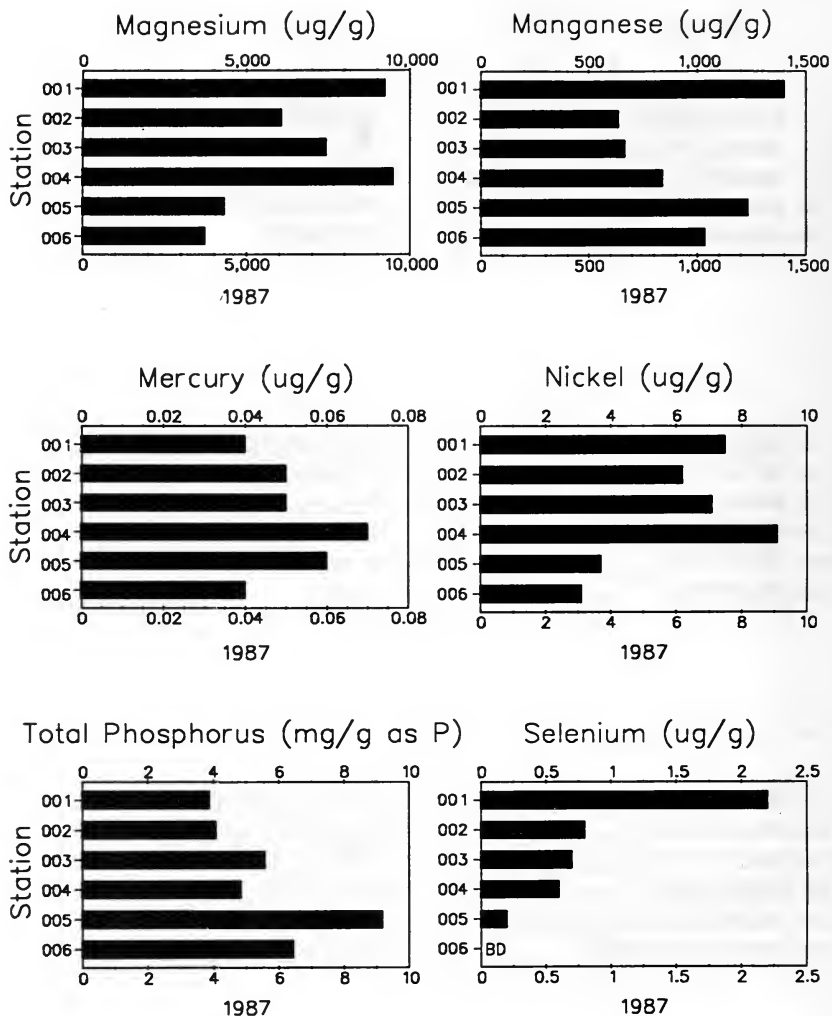 Magnesium (ug/g)
0 5,000 10,000
Station
001
002
003
004
005
006
0 5,000 10,000
1987
Manganese (ug/g)
0 500 1,000 1,500
001
002
003
004
005
006
0 500 1,000 1,500
1987
Mercury (ug/g)
0 0.02 0.04 0.06 0.08
Station
001
002
003
004
005
006
0 0.02 0.04 0.06 0.08
1987
Nickel (ug/g)
0 2 4 6 8 10
001
002
003
004
005
006
0 2 4 6 8 10
1987
Total Phosphorus (mg/g as P)
0 2 4 6 8 10
Station
001
002
003
004
005
006
0 2 4 6 8 10
1987
Selenium (ug/g)
0 0.5 1 1.5 2 2.5
001
002
003
004
005
006 BD
0 0.5 1 1.5 2 2.5
1987